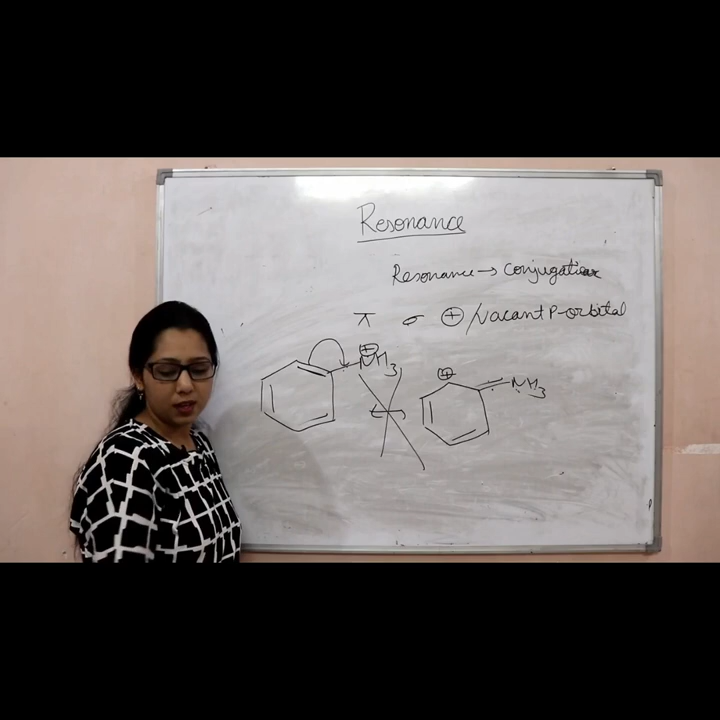 Resonance
Resonance → Conjugation
π σ ⊕/Vacant P-orbital
⊕
NH3
⊕
NH3